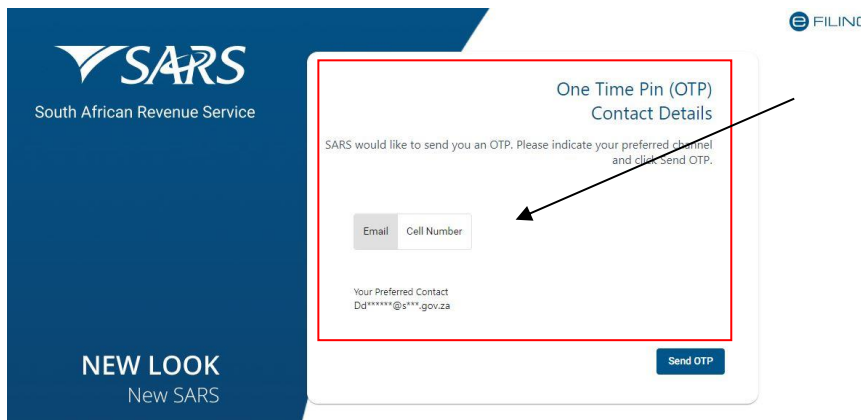 SARS
South African Revenue Service
e FILING
One Time Pin (OTP)
Contact Details
SARS would like to send you an OTP. Please indicate your preferred channel
and click Send OTP.
Email
Cell Number
Your Preferred Contact
Dd******@s***.gov.za
Send OTP
NEW LOOK
New SARS